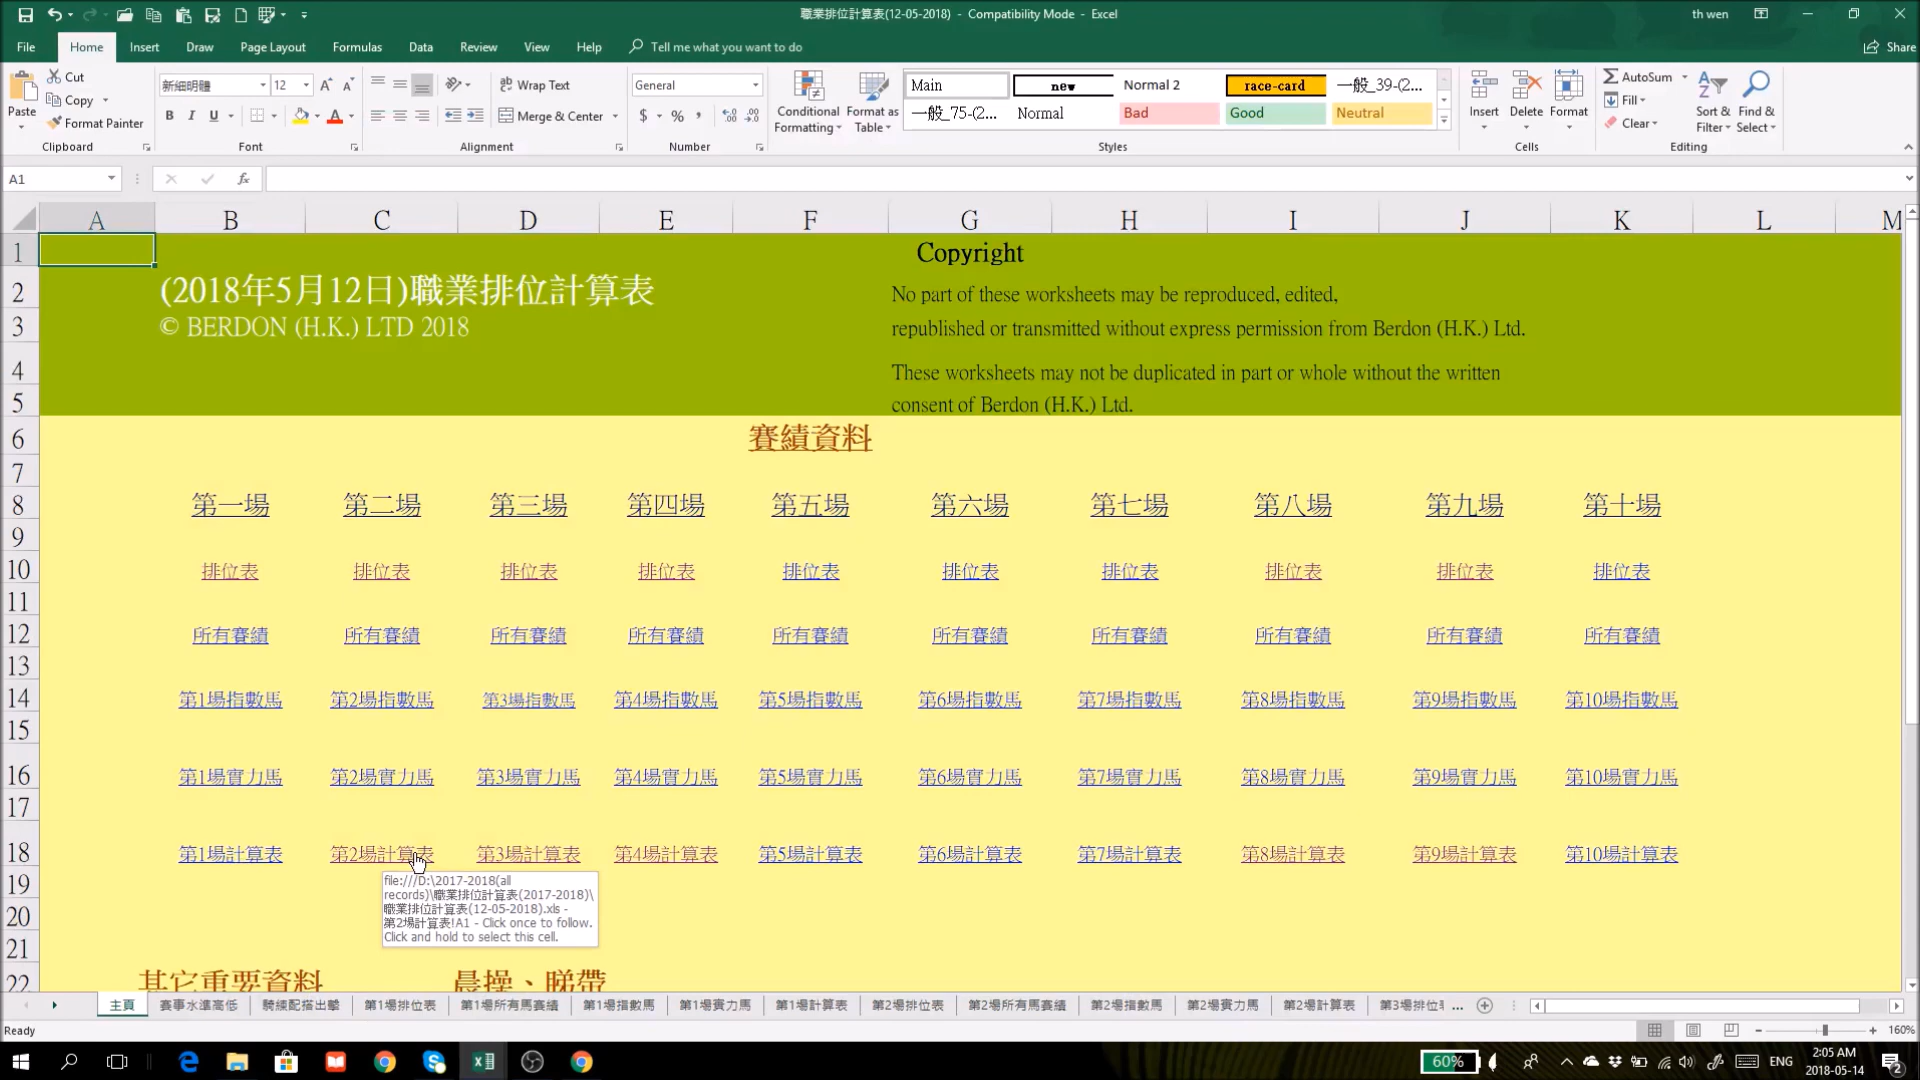 職業排位計算表(12-05-2018) - Compatibility Mode - Excel
th wen
File Home Insert Draw Page Layout Formulas Data Review View Help Tell me what you want to do
Share
Paste
Cut
Copy
Format Painter
Clipboard
新細明體 12
B I U
Font
Wrap Text
Merge & Center
Alignment
General
$ % ,
Number
Conditional Formatting
Format as Table
Main new Normal 2 race-card 一般_39-(2...
一般_75-(2... Normal Bad Good Neutral
Styles
Insert Delete Format
Cells
AutoSum
Fill
Clear
Sort & Filter
Find & Select
Editing
A1
fx
A B C D E F G H I J K L M
1 Copyright
2 (2018年5月12日)職業排位計算表 No part of these worksheets may be reproduced, edited,
3 © BERDON (H.K.) LTD 2018 republished or transmitted without express permission from Berdon (H.K.) Ltd.
4 These worksheets may not be duplicated in part or whole without the written
5 consent of Berdon (H.K.) Ltd.
6 賽績資料
7
8 第一場 第二場 第三場 第四場 第五場 第六場 第七場 第八場 第九場 第十場
9
10 排位表 排位表 排位表 排位表 排位表 排位表 排位表 排位表 排位表 排位表
11
12 所有賽績 所有賽績 所有賽績 所有賽績 所有賽績 所有賽績 所有賽績 所有賽績 所有賽績 所有賽績
13
14 第1場指數馬 第2場指數馬 第3場指數馬 第4場指數馬 第5場指數馬 第6場指數馬 第7場指數馬 第8場指數馬 第9場指數馬 第10場指數馬
15
16 第1場實力馬 第2場實力馬 第3場實力馬 第4場實力馬 第5場實力馬 第6場實力馬 第7場實力馬 第8場實力馬 第9場實力馬 第10場實力馬
17
18 第1場計算表 第2場計算表 第3場計算表 第4場計算表 第5場計算表 第6場計算表 第7場計算表 第8場計算表 第9場計算表 第10場計算表
19
file:///D:\2017-2018(all
records)\職業排位計算表(2017-2018)\
職業排位計算表(12-05-2018).xls -
第2場計算表!A1 - Click once to follow.
Click and hold to select this cell.
20
21
22 其它重要資料 晨操、睇帶
主頁 賽事水準高低 騎練配搭出擊 第1場排位表 第1場所有馬賽績 第1場指數馬 第1場實力馬 第1場計算表 第2場排位表 第2場所有馬賽績 第2場指數馬 第2場實力馬 第2場計算表 第3場排位 ...
Ready
160%
60%
ENG
2:05 AM
2018-05-14
2